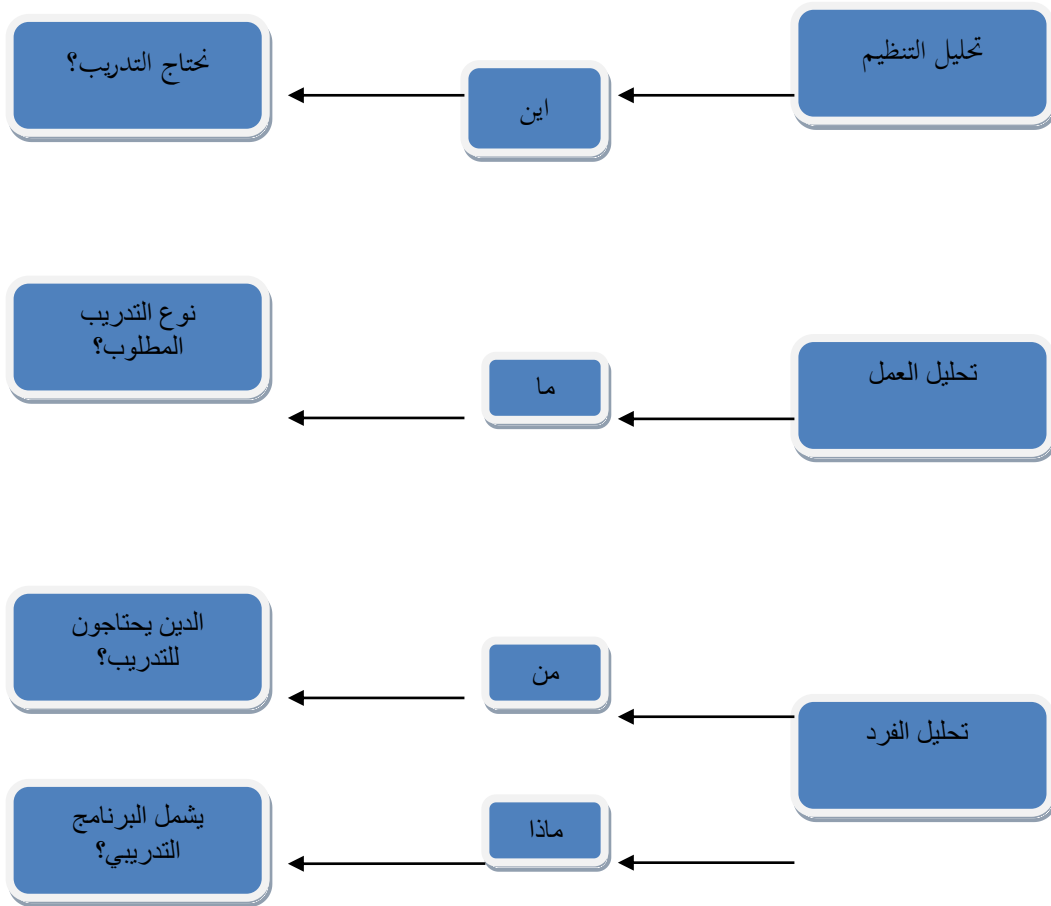 تحليل التنظيم
اين
نحتاج التدريب؟
تحليل العمل
ما
نوع التدريب
المطلوب؟
تحليل الفرد
من
الدين يحتاجون
للتدريب؟
ماذا
يشمل البرنامج
التدريبي؟